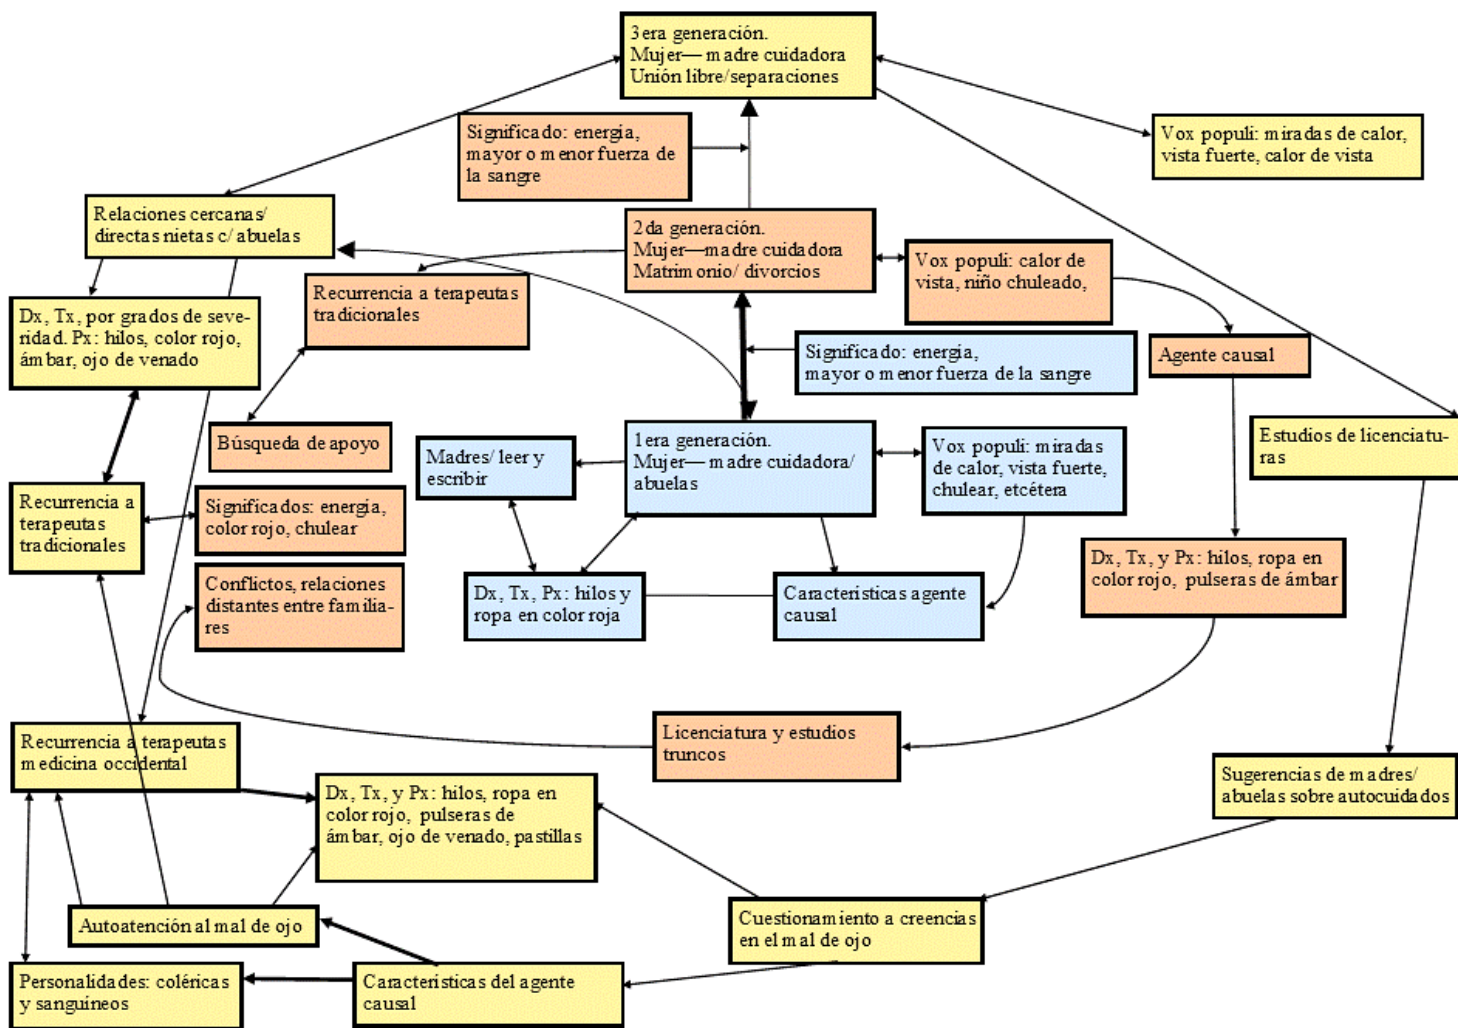 3era generación.
Mujer— madre cuidadora
Unión libre/separaciones
Significado: energía,
mayor o menor fuerza de
la sangre
Vox populi: miradas de calor,
vista fuerte, calor de vista
Relaciones cercanas/
directas nietas c/ abuelas
2da generación.
Mujer—madre cuidadora
Matrimonio/ divorcios
Vox populi: calor de
vista, niño chuleado,
Recurrencia a terapeutas
tradicionales
Dx, Tx, por grados de seve-
ridad. Px: hilos, color rojo,
ámbar, ojo de venado
Significado: energía,
mayor o menor fuerza de la sangre
Agente causal
Búsqueda de apoyo
Madres/ leer y
escribir
1era generación.
Mujer— madre cuidadora/
abuelas
Vox populi: miradas
de calor, vista fuerte,
chulear, etcétera
Estudios de licenciatu-
ras
Recurrencia a
terapeutas
tradicionales
Significados: energía,
color rojo, chulear
Conflictos, relaciones
distantes entre familia-
res
Dx, Tx, Px: hilos y
ropa en color roja
Características agente
causal
Dx, Tx, y Px: hilos, ropa en
color rojo, pulseras de ámbar
Recurrencia a terapeutas
medicina occidental
Licenciatura y estudios
truncos
Sugerencias de madres/
abuelas sobre autocuidados
Dx, Tx, y Px: hilos, ropa en
color rojo, pulseras de
ámbar, ojo de venado, pastillas
Autoatención al mal de ojo
Cuestionamiento a creencias
en el mal de ojo
Personalidades: coléricas
y sanguíneos
Características del agente
causal